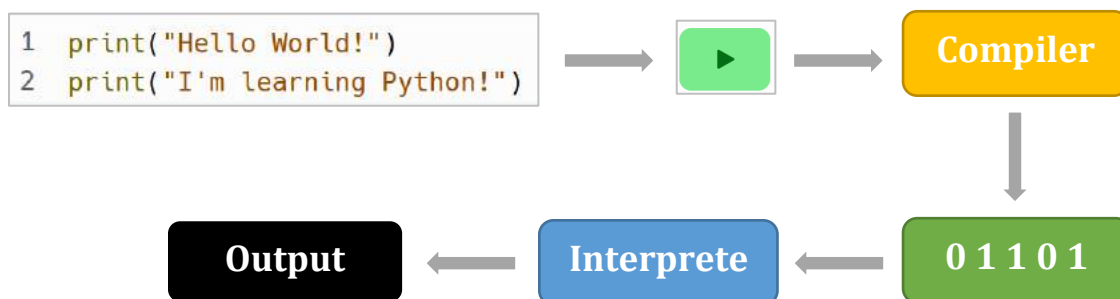 1 print("Hello World!")
2 print("I'm learning Python!")
Compiler
0 1 1 0 1
Interprete
Output